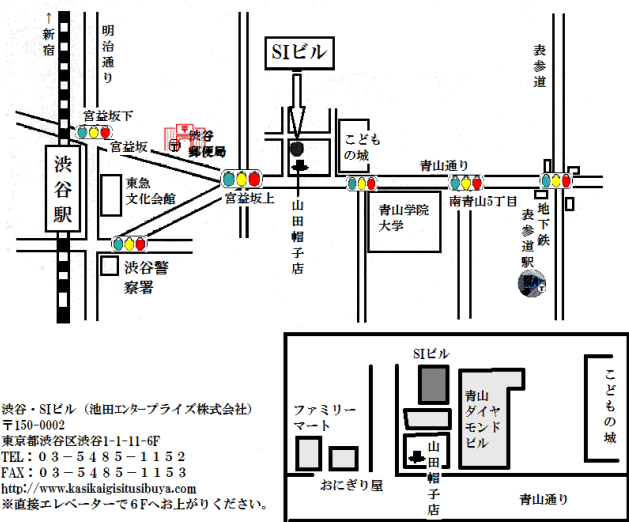 ↑
新宿
明治通り
SIビル
表参道
宮益坂下
宮益坂
〒
渋谷
郵便局
こども
の城
渋谷駅
東急
文化会館
宮益坂上
山田帽子店
青山通り
南青山5丁目
青山学院
大学
地下鉄
表参道駅
渋谷警
察署
SIビル
ファミリー
マート
青山
ダイヤ
モンド
ビル
こどもの城
おにぎり屋
山田帽子店
青山通り
渋谷・SIビル（池田エンタープライズ株式会社）
〒150-0002
東京都渋谷区渋谷1-1-11-6F
TEL：０３－５４８５－１１５２
FAX：０３－５４８５－１１５３
http://www.kasikaigisitusibuya.com
※直接エレベーターで６Fへお上がりください。